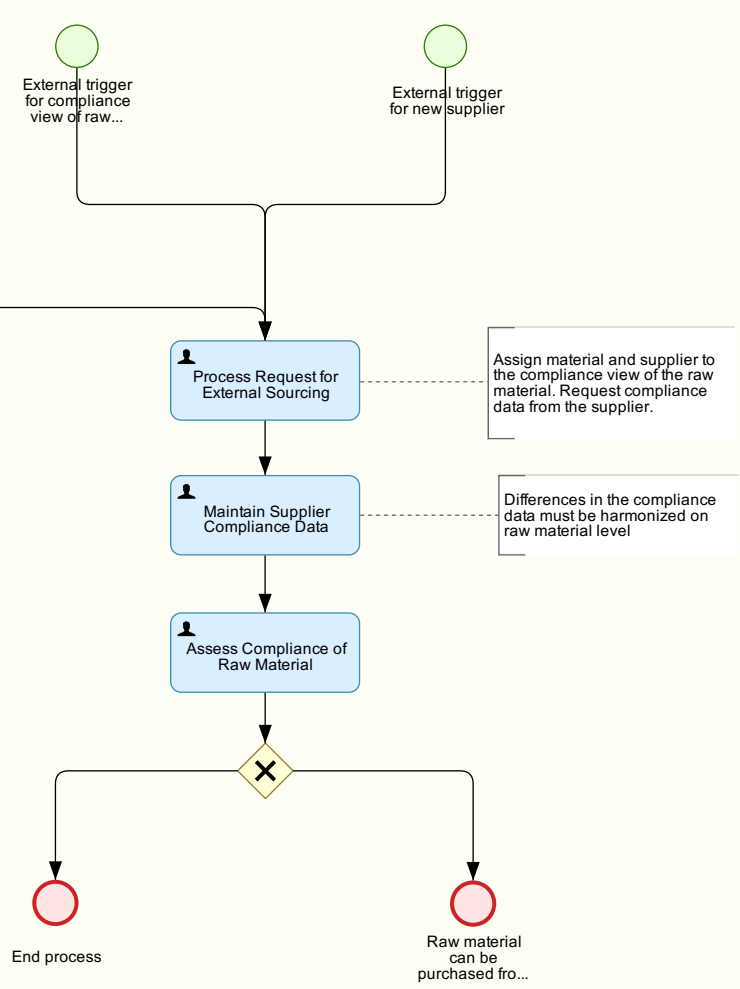 External trigger
for compliance
view of raw...
External trigger
for new supplier
Process Request for
External Sourcing
Assign material and supplier to
the compliance view of the raw
material. Request compliance
data from the supplier.
Maintain Supplier
Compliance Data
Differences in the compliance
data must be harmonized on
raw material level
Assess Compliance of
Raw Material
End process
Raw material
can be
purchased fro...